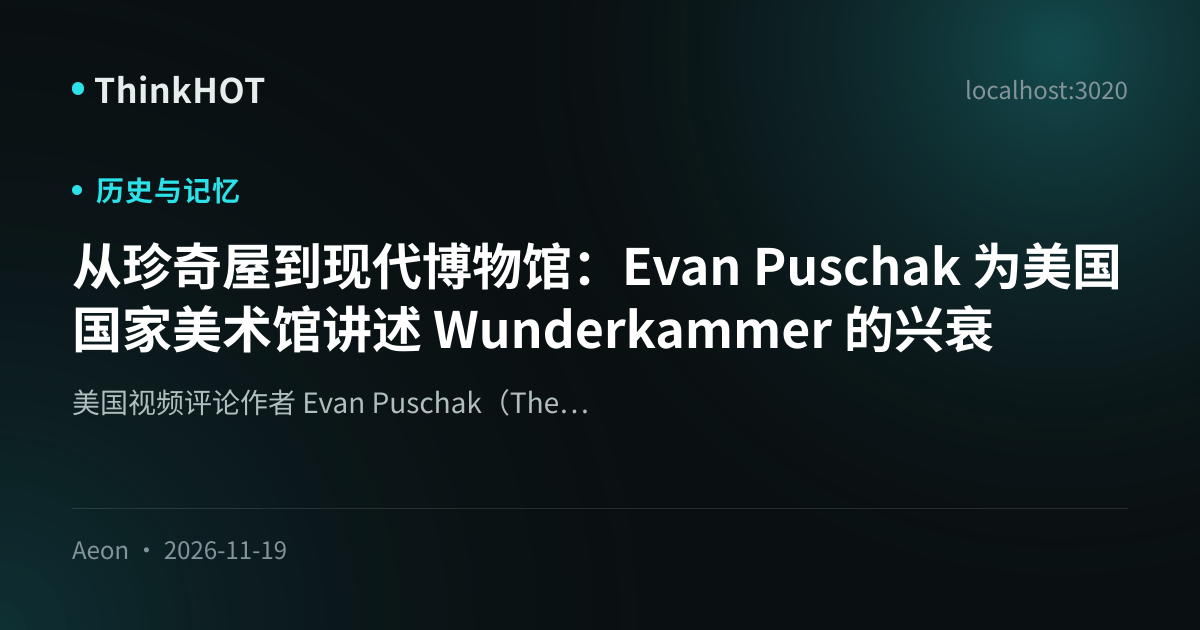 ThinkHOT
localhost:3020
历史与记忆
从珍奇屋到现代博物馆：Evan Puschak 为美国
国家美术馆讲述 Wunderkammer 的兴衰
美国视频评论作者 Evan Puschak（The…
Aeon · 2026-11-19